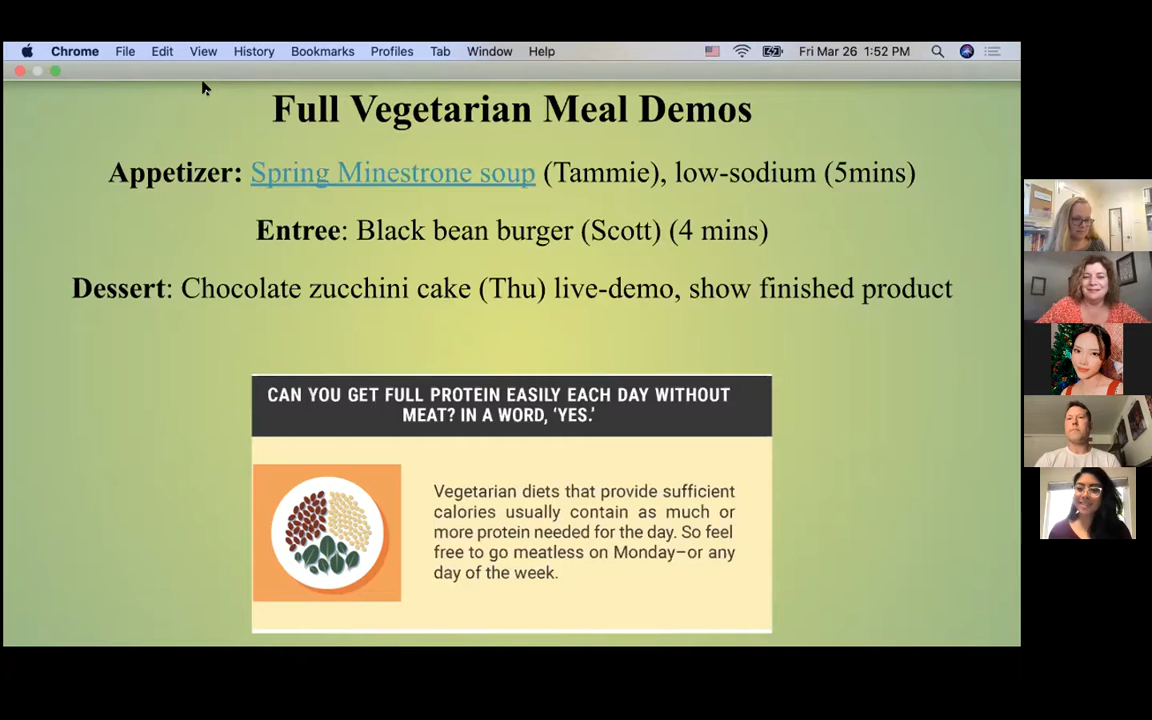 Chrome File Edit View History Bookmarks Profiles Tab Window Help Fri Mar 26 1:52 PM
Full Vegetarian Meal Demos
Appetizer: Spring Minestrone soup (Tammie), low-sodium (5mins)
Entree: Black bean burger (Scott) (4 mins)
Dessert: Chocolate zucchini cake (Thu) live-demo, show finished product
CAN YOU GET FULL PROTEIN EASILY EACH DAY WITHOUT
MEAT? IN A WORD, ‘YES.’
Vegetarian diets that provide sufficient
calories usually contain as much or
more protein needed for the day. So feel
free to go meatless on Monday–or any
day of the week.